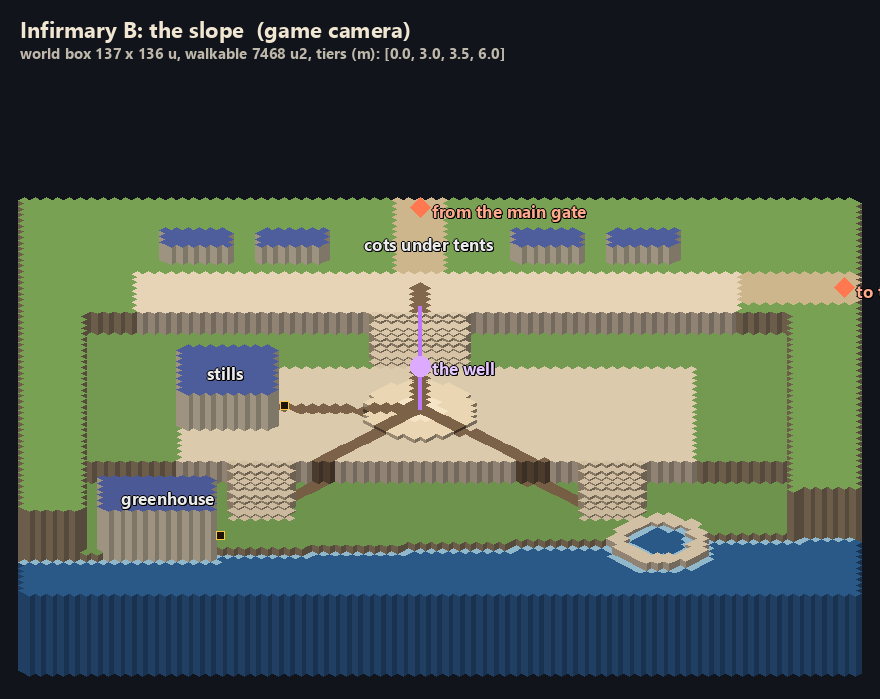 Infirmary B: the slope  (game camera)
world box 137 x 136 u, walkable 7468 u2, tiers (m): [0.0, 3.0, 3.5, 6.0]
from the main gate
cots under tents
to
the well
stills
greenhouse